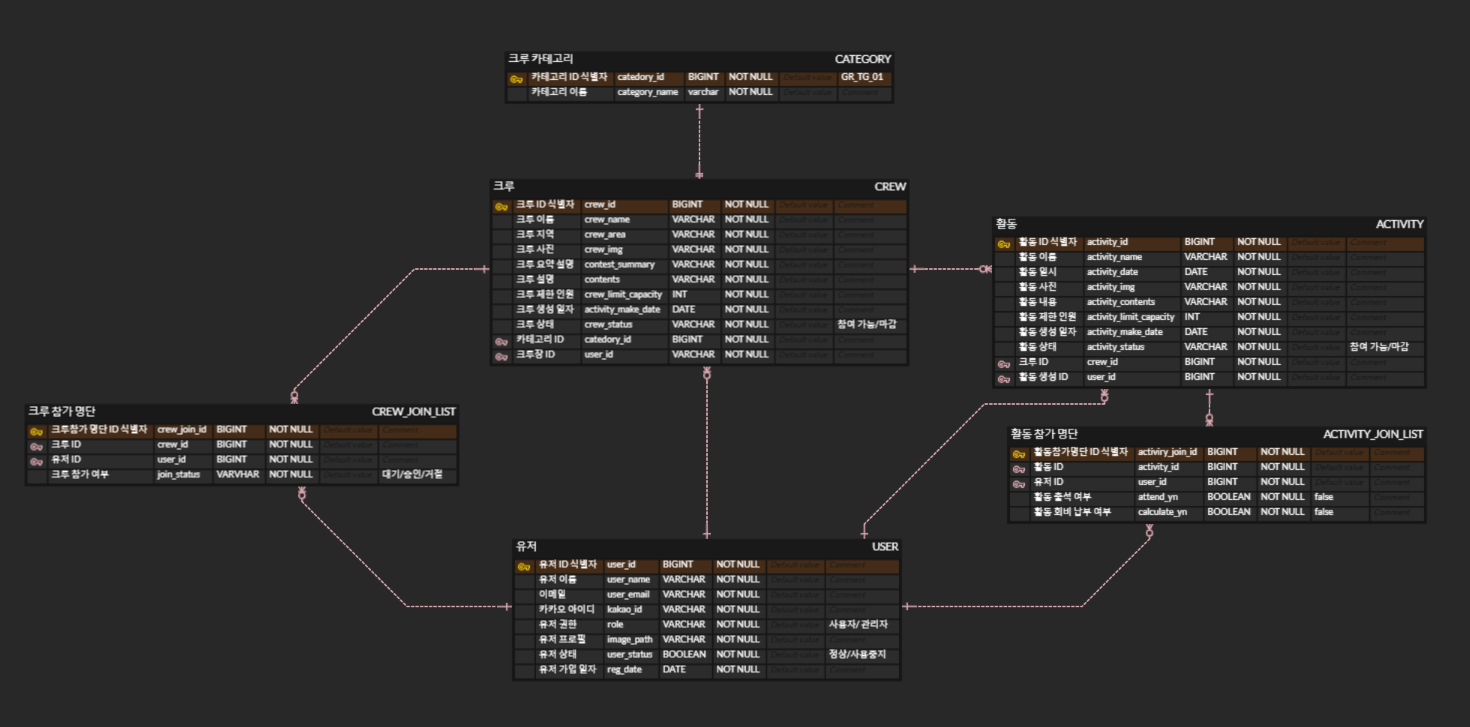 크루 카테고리 CATEGORY
카테고리 ID 식별자 catedory_id BIGINT NOT NULL Default value GR_TG_01
카테고리 이름 category_name varchar NOT NULL Default value Comment
크루 CREW
크루 ID 식별자 crew_id BIGINT NOT NULL Default value Comment
크루 이름 crew_name VARCHAR NOT NULL Default value Comment
크루 지역 crew_area VARCHAR NOT NULL Default value Comment
크루 사진 crew_img VARCHAR NOT NULL Default value Comment
크루 요약 설명 contest_summary VARCHAR NOT NULL Default value Comment
크루 설명 contents VARCHAR NOT NULL Default value Comment
크루 제한 인원 crew_limit_capacity INT NOT NULL Default value Comment
크루 생성 일자 activity_make_date DATE NOT NULL Default value Comment
크루 상태 crew_status VARCHAR NOT NULL Default value 참여 가능/마감
카테고리 ID catedory_id BIGINT NOT NULL Default value Comment
크루장 ID user_id VARCHAR NOT NULL Default value Comment
활동 ACTIVITY
활동 ID 식별자 activity_id BIGINT NOT NULL Default value Comment
활동 이름 activity_name VARCHAR NOT NULL Default value Comment
활동 일시 activity_date DATE NOT NULL Default value Comment
활동 사진 activity_img VARCHAR NOT NULL Default value Comment
활동 내용 activity_contents VARCHAR NOT NULL Default value Comment
활동 제한 인원 activity_limit_capacity INT NOT NULL Default value Comment
활동 생성 일자 activity_make_date DATE NOT NULL Default value Comment
활동 상태 activity_status VARCHAR NOT NULL Default value 참여 가능/마감
크루 ID crew_id BIGINT NOT NULL Default value Comment
활동 생성 ID user_id BIGINT NOT NULL Default value Comment
크루 참가 명단 CREW_JOIN_LIST
크루참가 명단 ID 식별자 crew_join_id BIGINT NOT NULL Default value Comment
크루 ID crew_id BIGINT NOT NULL Default value Comment
유저 ID user_id BIGINT NOT NULL Default value Comment
크루 참가 여부 join_status VARVHAR NOT NULL Default value 대기/승인/거절
활동 참가 명단 ACTIVITY_JOIN_LIST
활동참가명단 ID 식별자 activiry_join_id BIGINT NOT NULL Default value Comment
활동 ID activity_id BIGINT NOT NULL Default value Comment
유저 ID user_id BIGINT NOT NULL Default value Comment
활동 출석 여부 attend_yn BOOLEAN NOT NULL false Comment
활동 회비 납부 여부 calculate_yn BOOLEAN NOT NULL false Comment
유저 USER
유저 ID 식별자 user_id BIGINT NOT NULL Default value Comment
유저 이름 user_name VARCHAR NOT NULL Default value Comment
이메일 user_email VARCHAR NOT NULL Default value Comment
카카오 아이디 kakao_id VARCHAR NOT NULL Default value Comment
유저 권한 role VARCHAR NOT NULL Default value 사용자/ 관리자
유저 프로필 image_path VARCHAR NOT NULL Default value Comment
유저 상태 user_status BOOLEAN NOT NULL Default value 정상/사용중지
유저 가입 일자 reg_date DATE NOT NULL Default value Comment